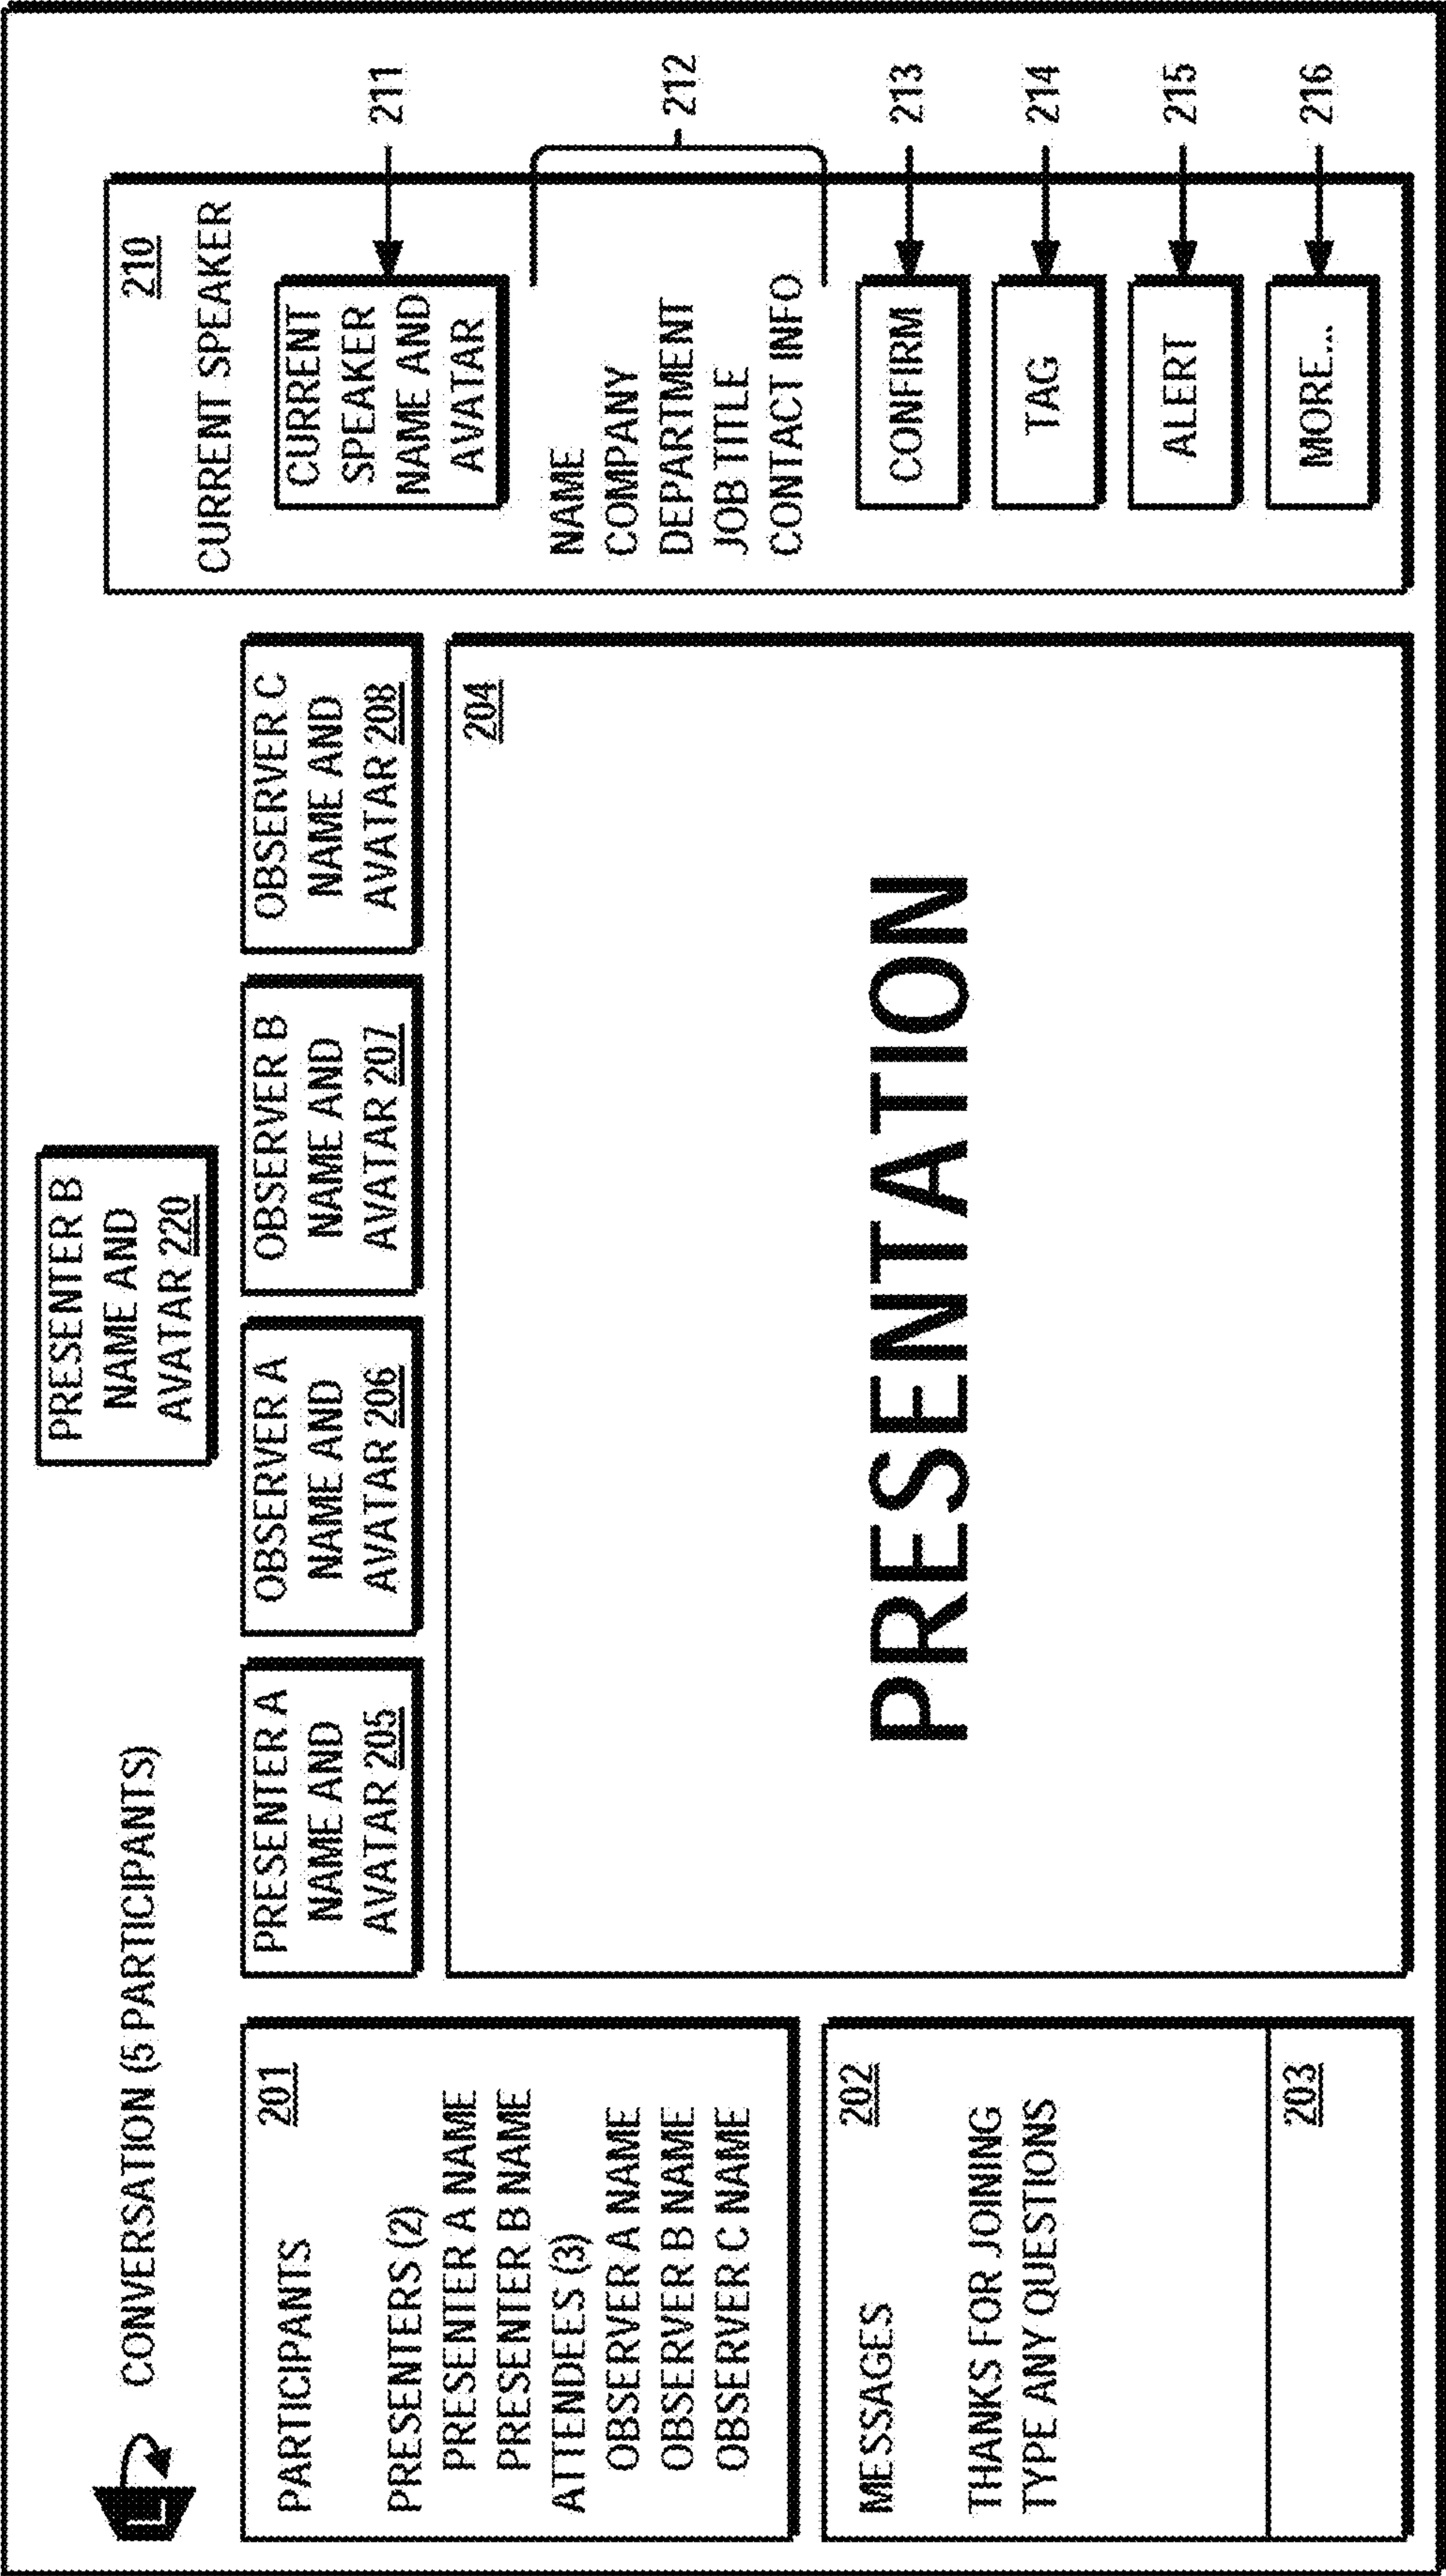 CONVERSATION (5 PARTICIPANTS)
PRESENTER B
NAME AND
AVATAR 220
201
PARTICIPANTS
PRESENTERS (2)
PRESENTER A NAME
PRESENTER B NAME
ATTENDEES (3)
OBSERVER A NAME
OBSERVER B NAME
OBSERVER C NAME
202
MESSAGES
THANKS FOR JOINING
TYPE ANY QUESTIONS
203
PRESENTER A
NAME AND
AVATAR 205
OBSERVER A
NAME AND
AVATAR 206
OBSERVER B
NAME AND
AVATAR 207
OBSERVER C
NAME AND
AVATAR 208
204
PRESENTATION
210
CURRENT SPEAKER
CURRENT
SPEAKER
NAME AND
AVATAR
211
NAME
COMPANY
DEPARTMENT
JOB TITLE
CONTACT INFO
212
CONFIRM
213
TAG
214
ALERT
215
MORE...
216